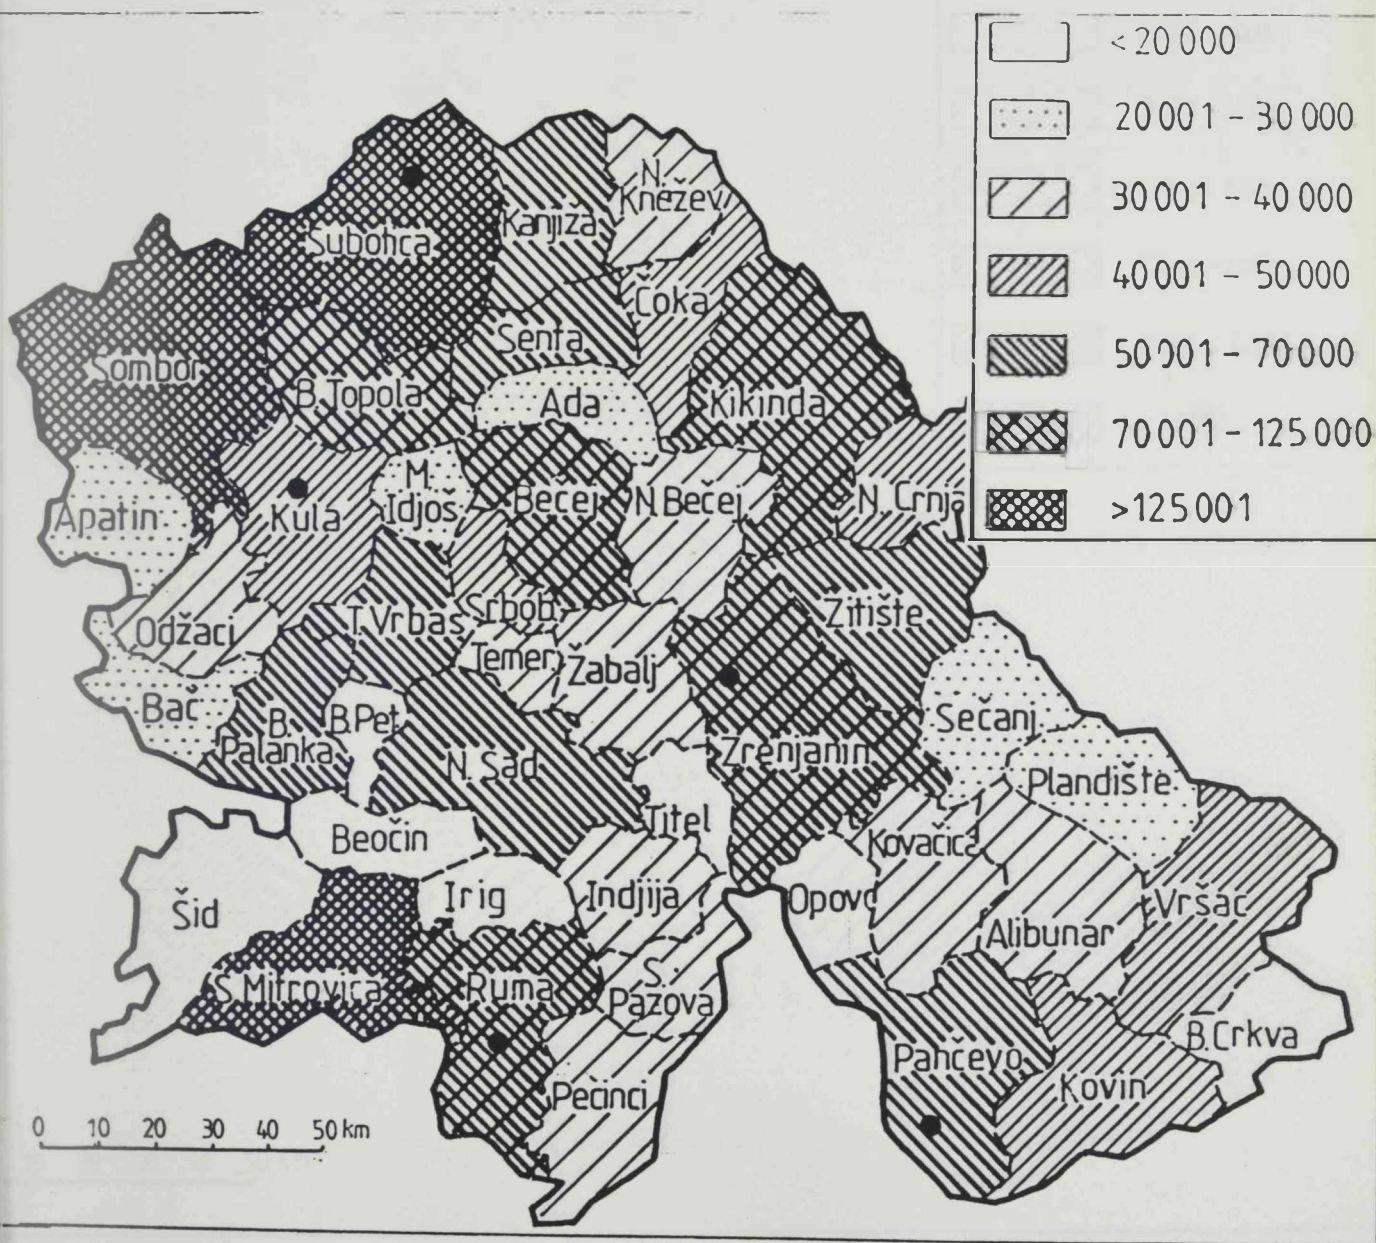 <20 000
20 001 - 30 000
30 001 - 40 000
40 001 - 50 000
50 001 - 70 000
70 001 - 125 000
>125 001
N.
Knežev.
Kanjiza
Subotica
Čoka
Senta
Sombor
B. Topola
Ada
Kikinda
M.
Idjoš
Bečej
N. Bečej
N. Crnja
Apatin
Kula
Odžaci
T. Vrbas
Srbob.
Žitište
Temer.
Žabalj
Bač
B.
Palanka
B. Pet.
N. Sad
Zrenjanin
Sečanj
Plandište
Beočin
Titel
Kovačica
Šid
Irig
Indjija
Opovo
Alibunar
Vršac
S. Mitrovica
Ruma
S.
Pazova
Pančevo
B. Crkva
Pećinci
Kovin
0 10 20 30 40 50 km